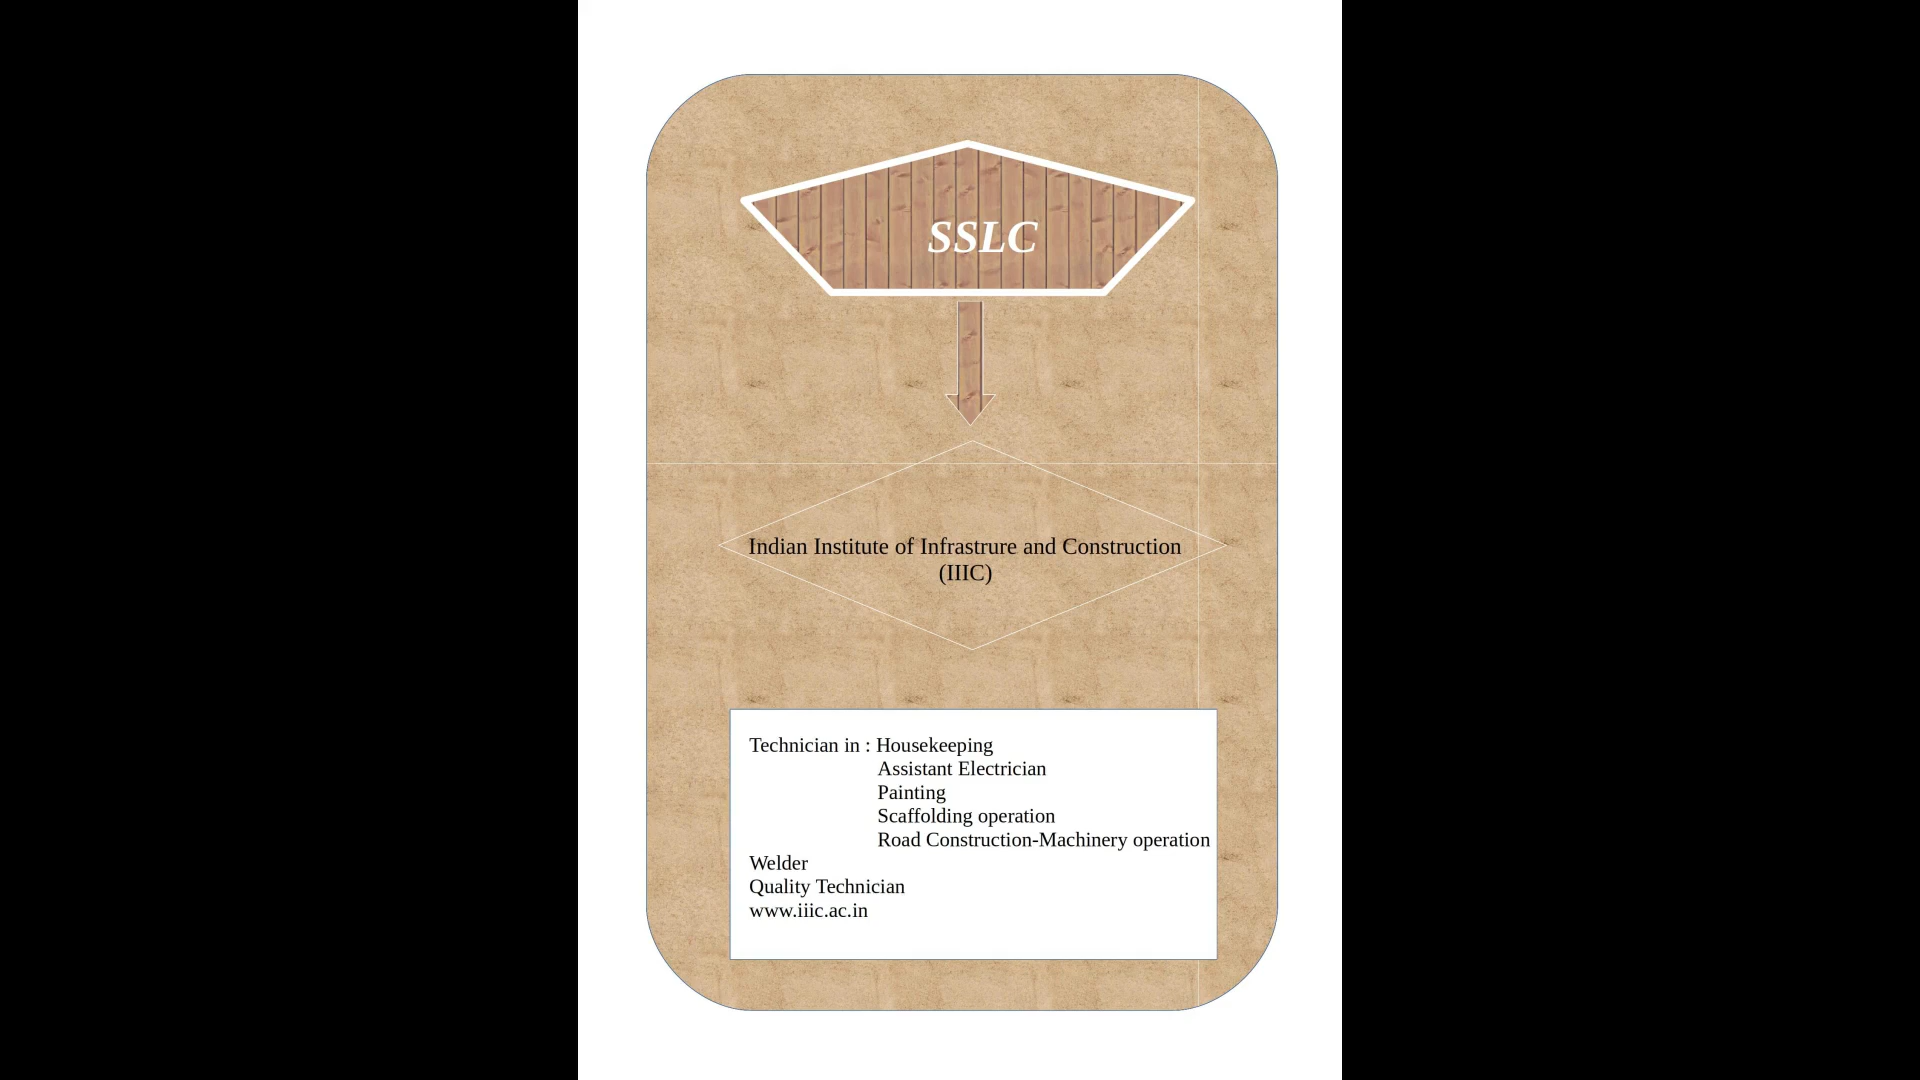 SSLC
Indian Institute of Infrastrure and Construction
(IIIC)
Technician in : Housekeeping
Assistant Electrician
Painting
Scaffolding operation
Road Construction-Machinery operation
Welder
Quality Technician
www.iiic.ac.in